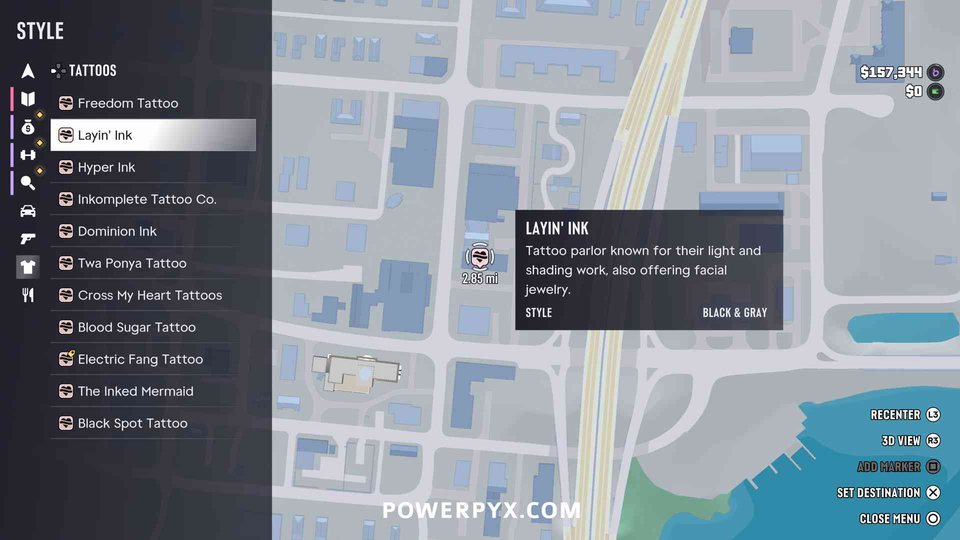 STYLE
TATTOOS
Freedom Tattoo
Layin' Ink
Hyper Ink
Inkomplete Tattoo Co.
Dominion Ink
Twa Ponya Tattoo
Cross My Heart Tattoos
Blood Sugar Tattoo
Electric Fang Tattoo
The Inked Mermaid
Black Spot Tattoo
$157,344
$0
2.85 mi
LAYIN' INK
Tattoo parlor known for their light and
shading work, also offering facial
jewelry.
STYLE BLACK & GRAY
RECENTER L3
3D VIEW R3
ADD MARKER
SET DESTINATION
CLOSE MENU
POWERPYX.COM